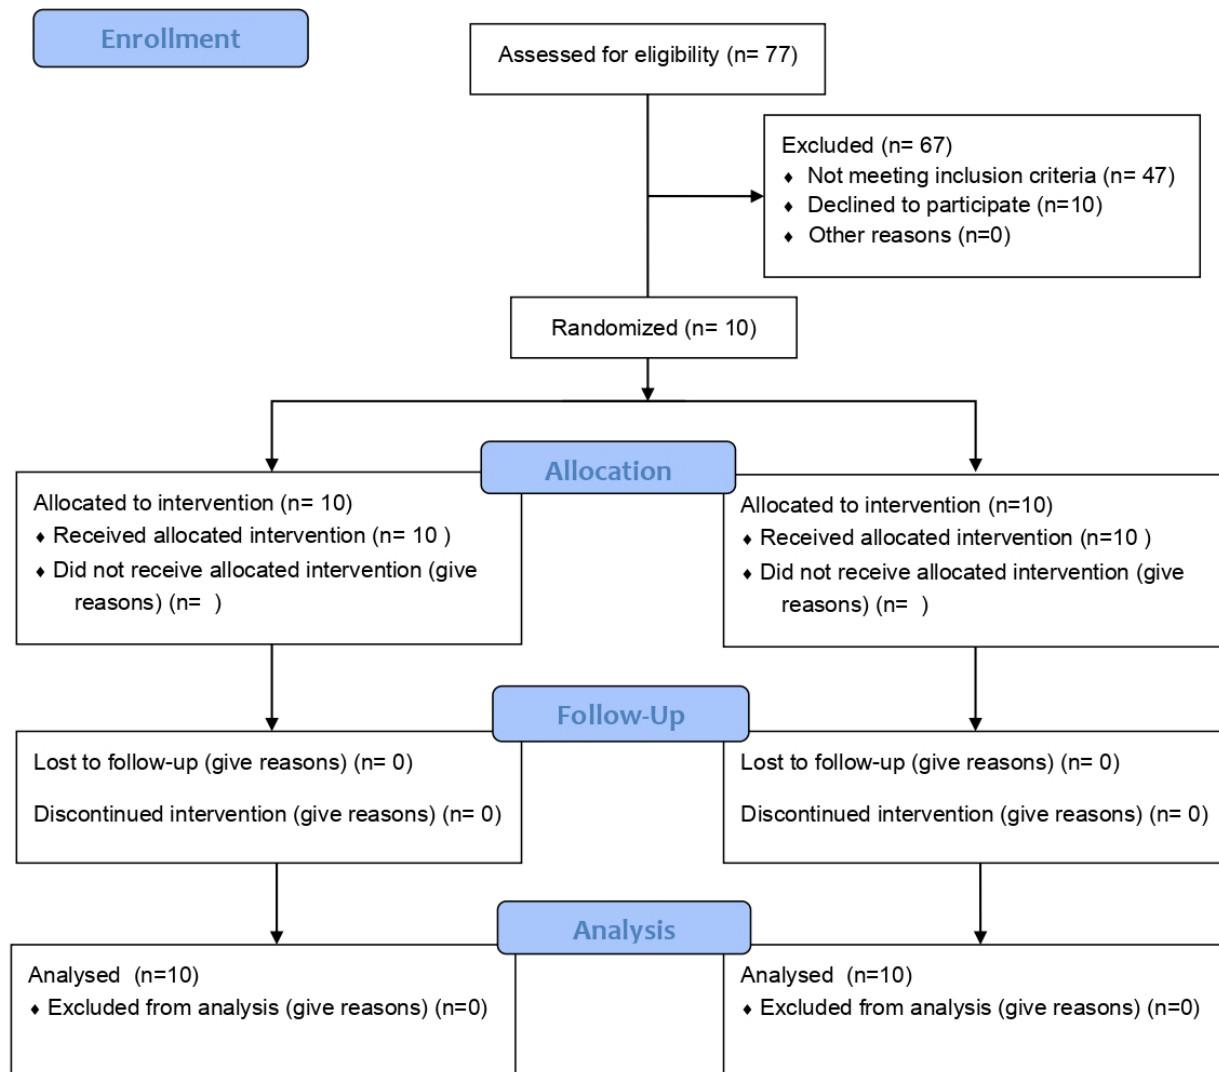 Enrollment
Assessed for eligibility (n= 77)
Excluded (n= 67)
♦ Not meeting inclusion criteria (n= 47)
♦ Declined to participate (n=10)
♦ Other reasons (n=0)
Randomized (n= 10)
Allocation
Allocated to intervention (n= 10)
♦ Received allocated intervention (n= 10 )
♦ Did not receive allocated intervention (give
reasons) (n=  )
Allocated to intervention (n=10)
♦ Received allocated intervention (n=10 )
♦ Did not receive allocated intervention (give
reasons) (n=  )
Follow-Up
Lost to follow-up (give reasons) (n= 0)
Discontinued intervention (give reasons) (n= 0)
Lost to follow-up (give reasons) (n= 0)
Discontinued intervention (give reasons) (n= 0)
Analysis
Analysed  (n=10)
♦ Excluded from analysis (give reasons) (n=0)
Analysed  (n=10)
♦ Excluded from analysis (give reasons) (n=0)